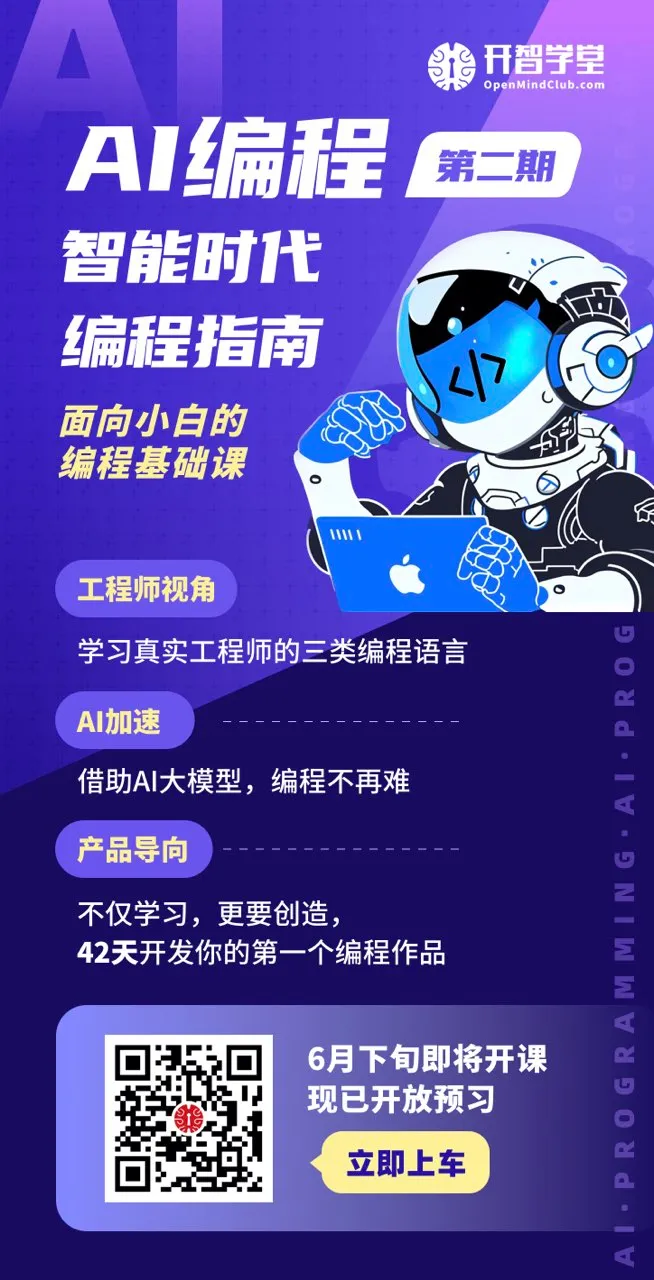 AI
开智学堂
OpenMindClub.com
AI编程
第二期
智能时代
编程指南
</>
面向小白的
编程基础课
工程师视角
学习真实工程师的三类编程语言
AI加速
借助AI大模型，编程不再难
产品导向
不仅学习，更要创造，
42天开发你的第一个编程作品
6月下旬即将开课
现已开放预习
立即上车
AI·PROGRAMMING·AI·PROG